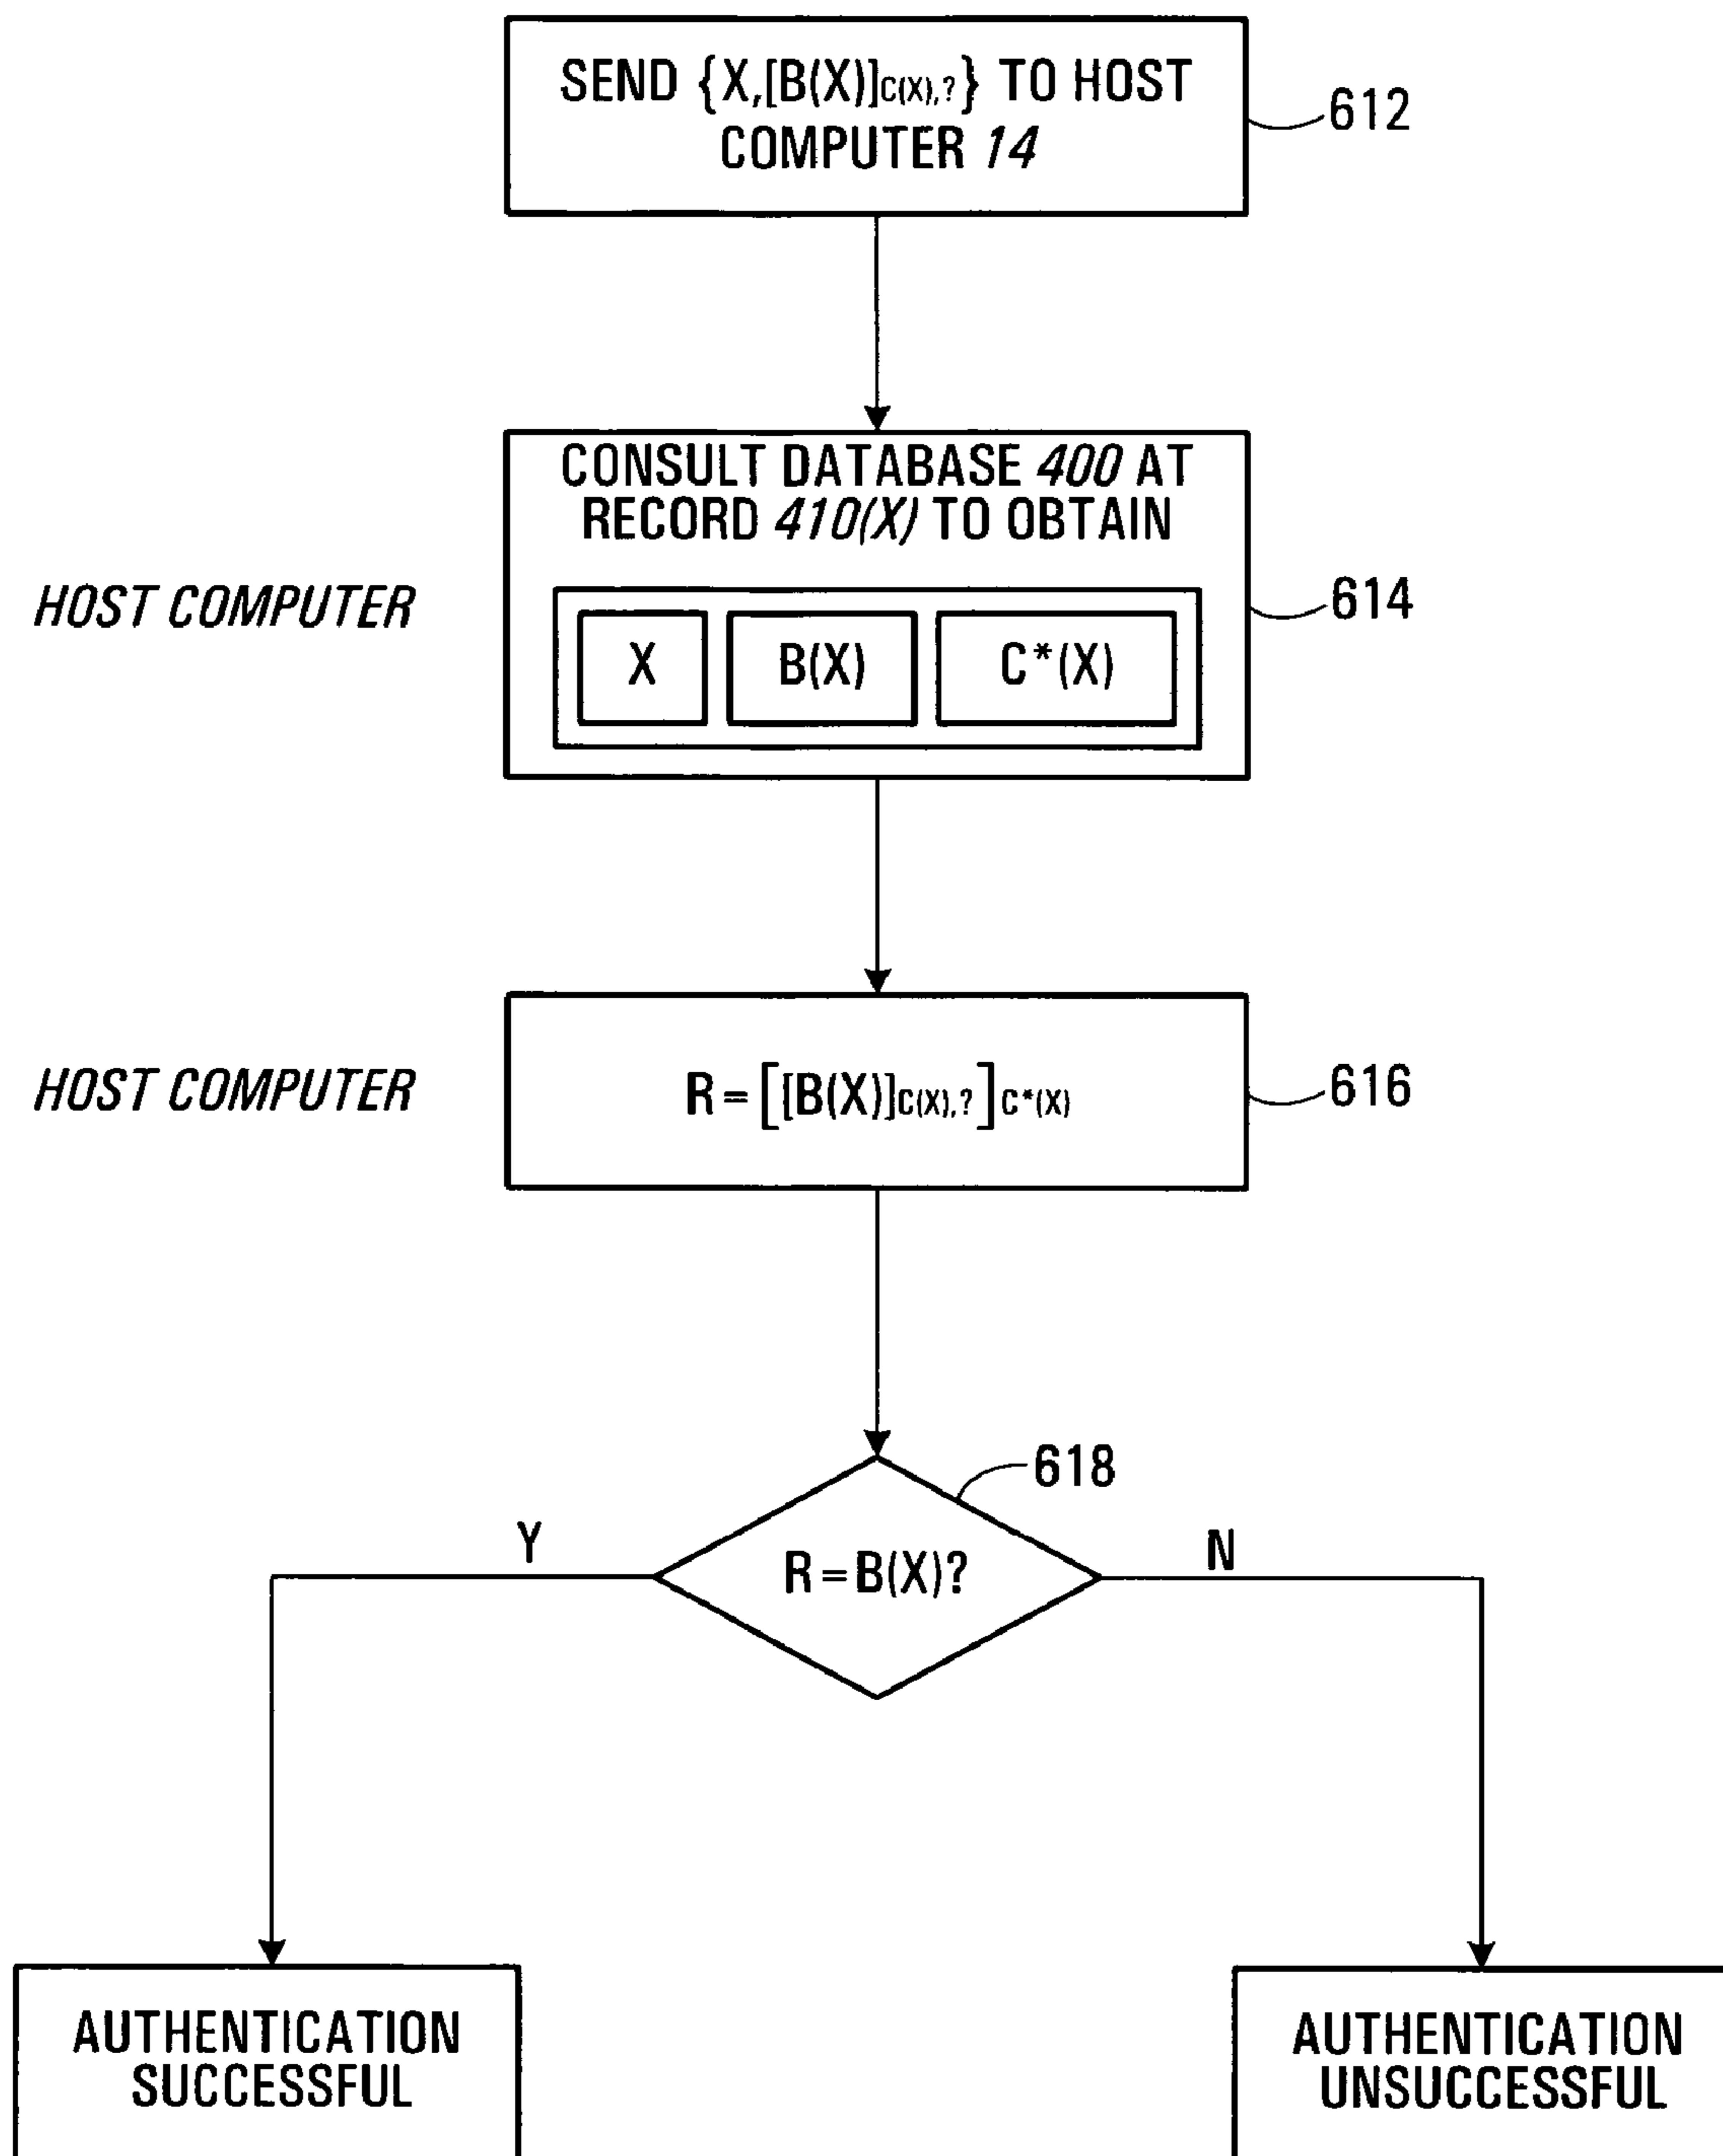 SEND {X,[B(X)]C(X),?} TO HOST
COMPUTER 14
612
CONSULT DATABASE 400 AT
RECORD 410(X) TO OBTAIN
HOST COMPUTER
614
X B(X) C*(X)
HOST COMPUTER
R=[[B(X)]C(X),?]C*(X)
616
618
Y
R=B(X)?
N
AUTHENTICATION
SUCCESSFUL
AUTHENTICATION
UNSUCCESSFUL